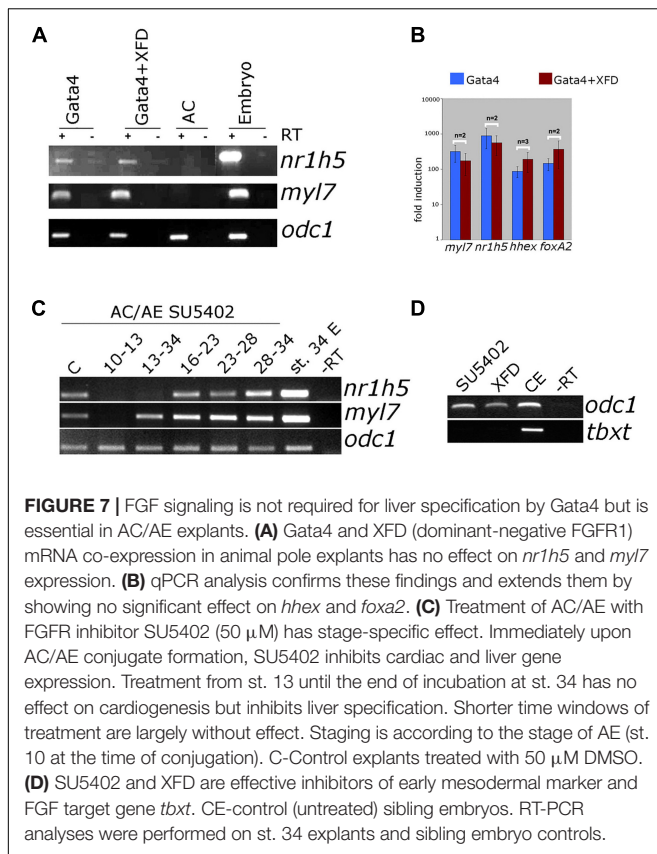 A
Gata4
Gata4+XFD
AC
Embryo
+ - + - + - + - RT
nr1h5
myl7
odc1
B
Gata4 Gata4+XFD
10000
1000
100
10
1
fold induction
n=2 n=2 n=3 n=2
myl7 nr1h5 hhex foxA2
C
AC/AE SU5402
C 10-13 13-34 16-23 23-28 28-34 st. 34 E -RT
nr1h5
myl7
odc1
D
SU5402 XFD CE -RT
odc1
tbxt
FIGURE 7 | FGF signaling is not required for liver specification by Gata4 but is
essential in AC/AE explants. (A) Gata4 and XFD (dominant-negative FGFR1)
mRNA co-expression in animal pole explants has no effect on nr1h5 and myl7
expression. (B) qPCR analysis confirms these findings and extends them by
showing no significant effect on hhex and foxa2. (C) Treatment of AC/AE with
FGFR inhibitor SU5402 (50 μM) has stage-specific effect. Immediately upon
AC/AE conjugate formation, SU5402 inhibits cardiac and liver gene
expression. Treatment from st. 13 until the end of incubation at st. 34 has no
effect on cardiogenesis but inhibits liver specification. Shorter time windows of
treatment are largely without effect. Staging is according to the stage of AE (st.
10 at the time of conjugation). C-Control explants treated with 50 μM DMSO.
(D) SU5402 and XFD are effective inhibitors of early mesodermal marker and
FGF target gene tbxt. CE-control (untreated) sibling embryos. RT-PCR
analyses were performed on st. 34 explants and sibling embryo controls.